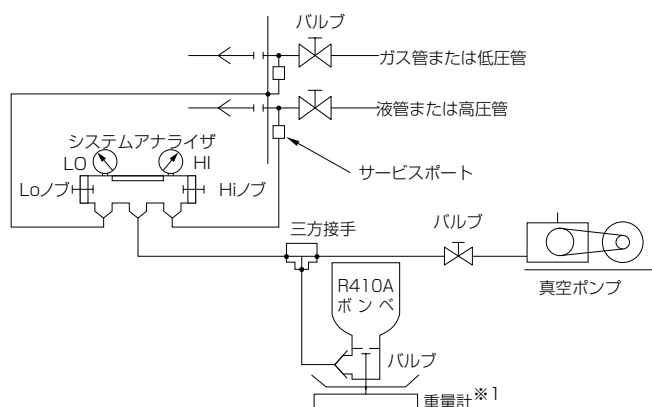 バルブ
ガス管または低圧管
液管または高圧管
システムアナライザ
LO
HI
サービスポート
Loノブ
Hiノブ
三方接手
バルブ
R410A
ボンベ
真空ポンプ
バルブ
重量計※1